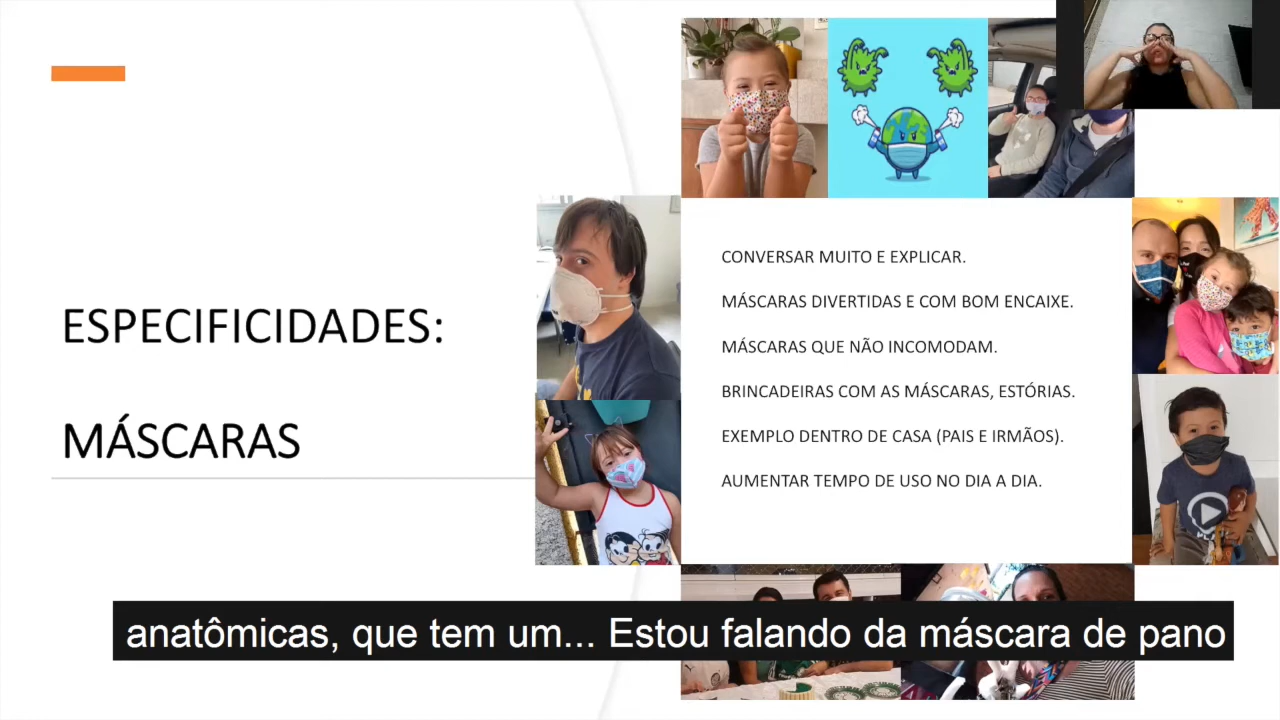 ESPECIFICIDADES:
MÁSCARAS
CONVERSAR MUITO E EXPLICAR.
MÁSCARAS DIVERTIDAS E COM BOM ENCAIXE.
MÁSCARAS QUE NÃO INCOMODAM.
BRINCADEIRAS COM AS MÁSCARAS, ESTÓRIAS.
EXEMPLO DENTRO DE CASA (PAIS E IRMÃOS).
AUMENTAR TEMPO DE USO NO DIA A DIA.
anatômicas, que tem um... Estou falando da máscara de pano